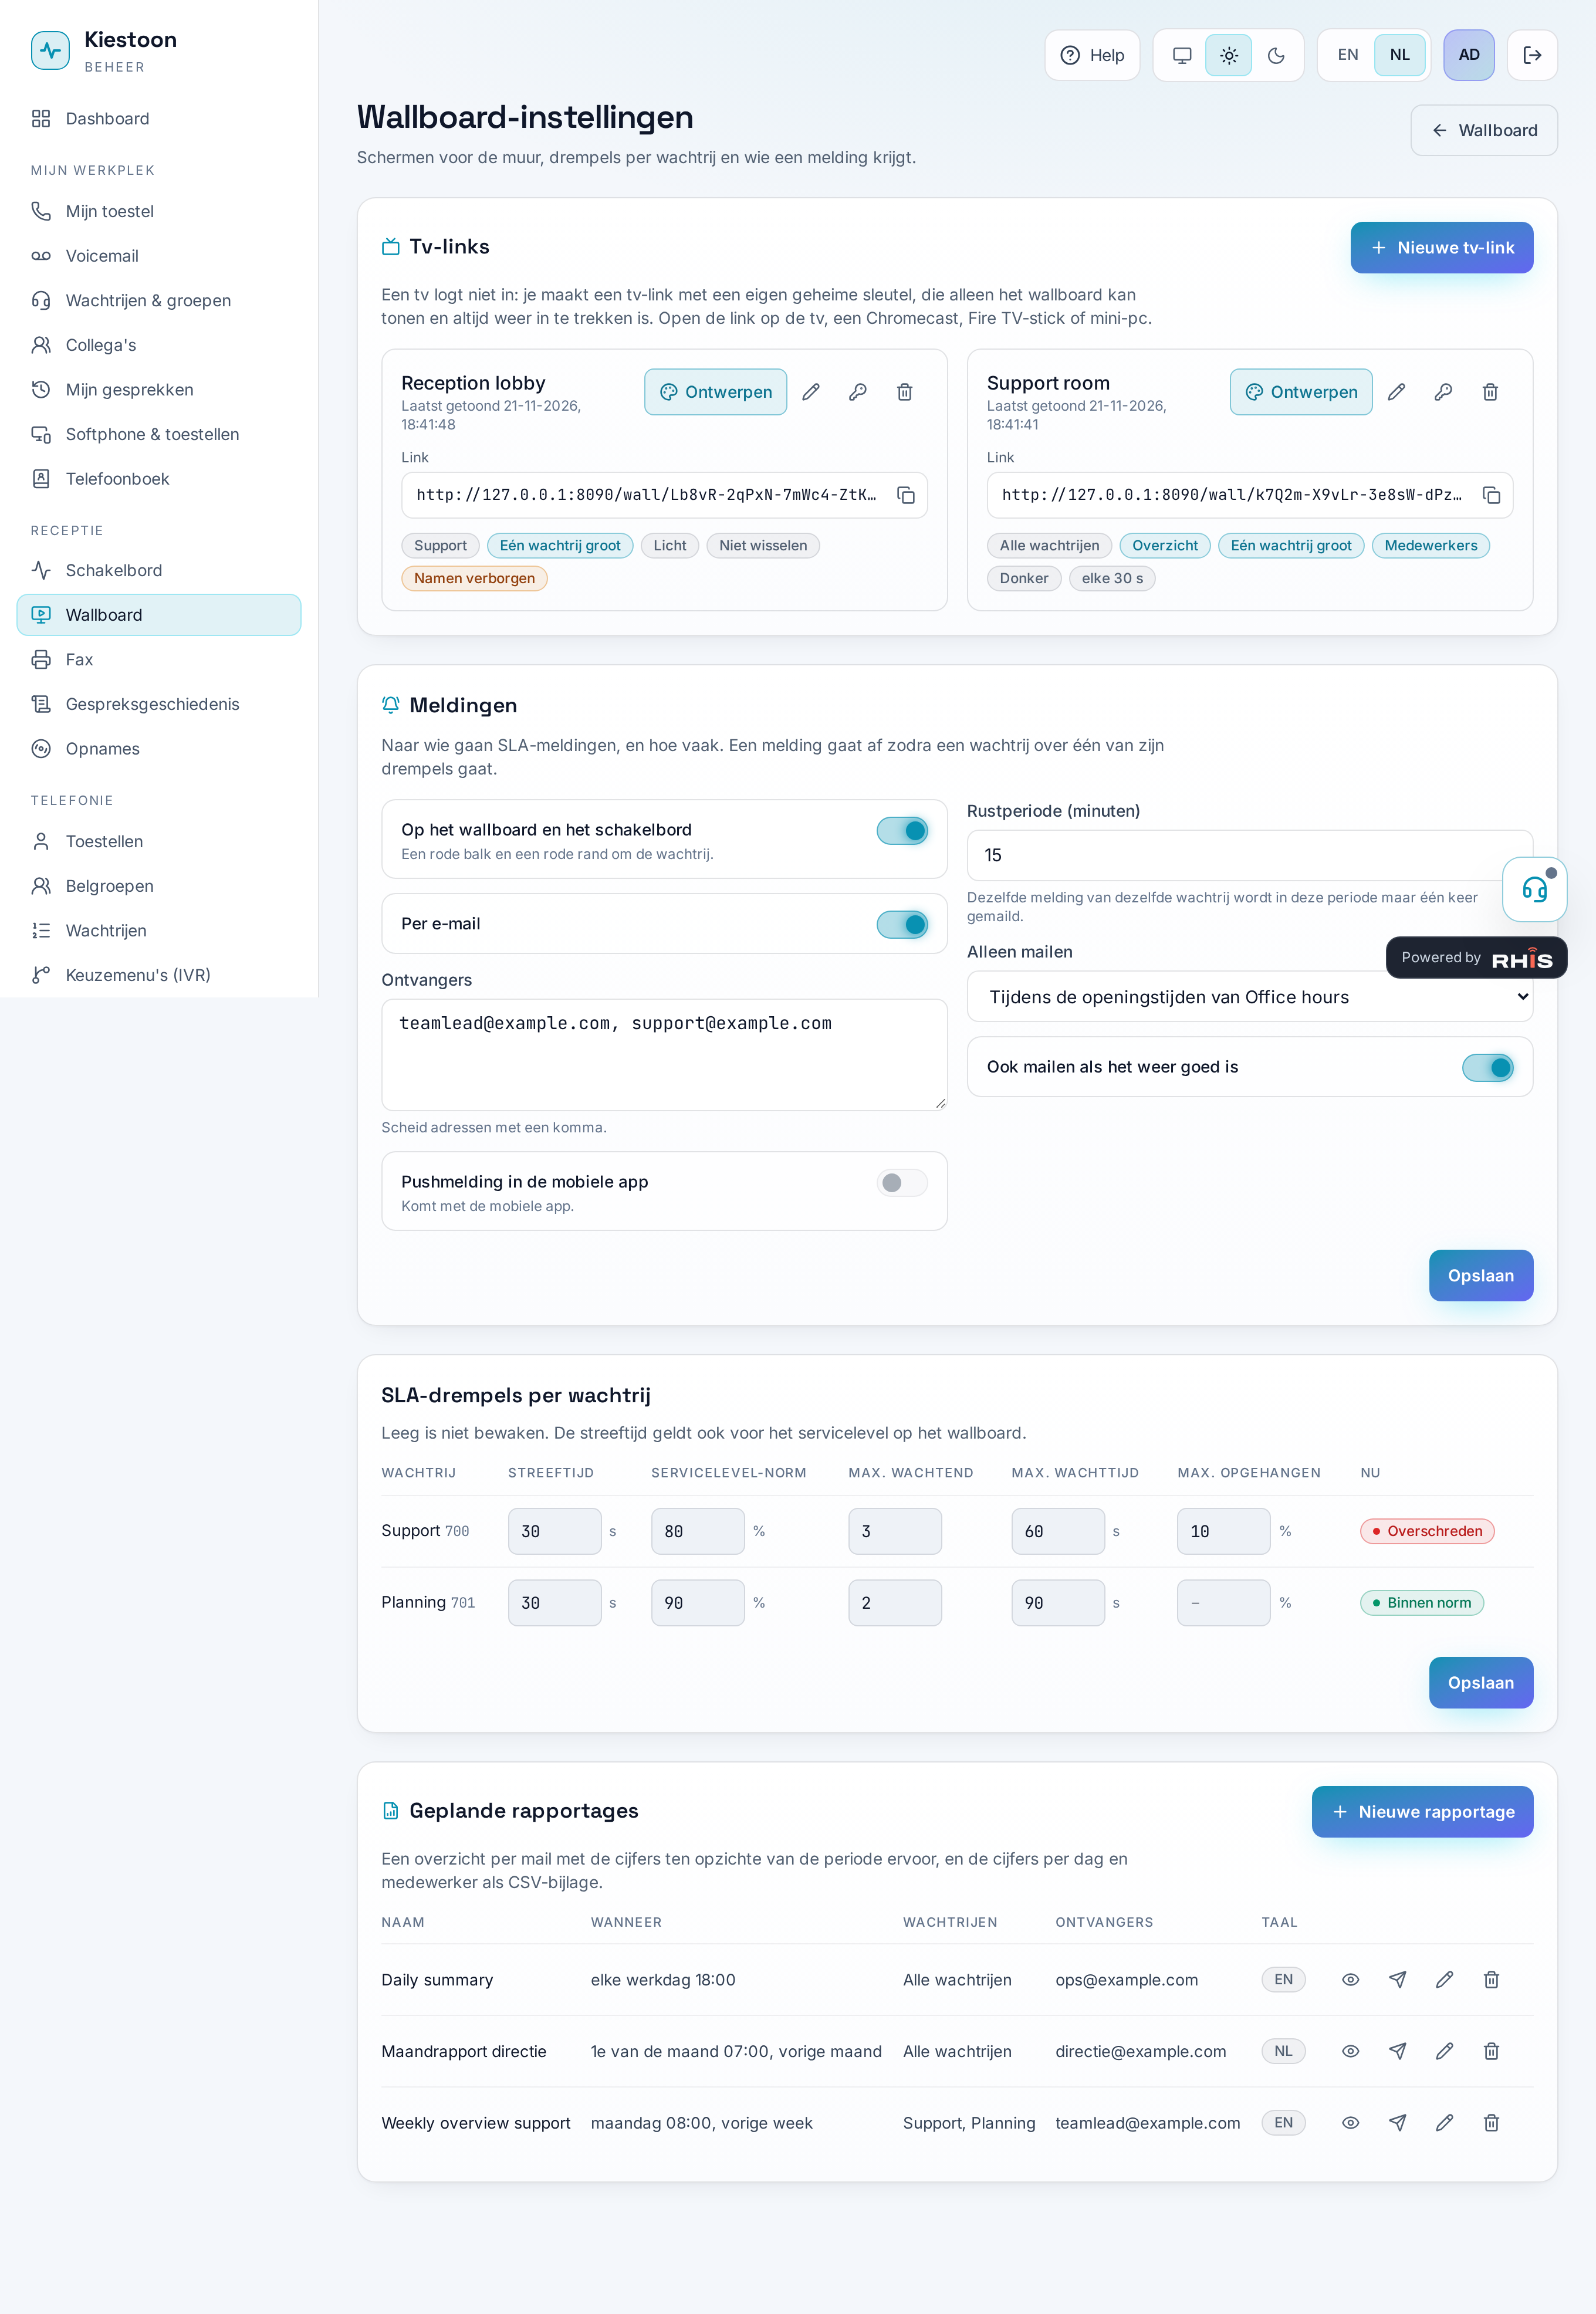 Kiestoon
BEHEER
Dashboard
MIJN WERKPLEK
Mijn toestel
Voicemail
Wachtrijen & groepen
Collega's
Mijn gesprekken
Softphone & toestellen
Telefoonboek
RECEPTIE
Schakelbord
Wallboard
Fax
Gespreksgeschiedenis
Opnames
TELEFONIE
Toestellen
Belgroepen
Wachtrijen
Keuzemenu's (IVR)
Help
EN NL
AD
Wallboard-instellingen
Schermen voor de muur, drempels per wachtrij en wie een melding krijgt.
Wallboard
Tv-links
Nieuwe tv-link
Een tv logt niet in: je maakt een tv-link met een eigen geheime sleutel, die alleen het wallboard kan
tonen en altijd weer in te trekken is. Open de link op de tv, een Chromecast, Fire TV-stick of mini-pc.
Reception lobby
Laatst getoond 21-11-2026,
18:41:48
Ontwerpen
Link
http://127.0.0.1:8090/wall/Lb8vR-2qPxN-7mWc4-ZtK…
Support Eén wachtrij groot Licht Niet wisselen
Namen verborgen
Support room
Laatst getoond 21-11-2026,
18:41:41
Ontwerpen
Link
http://127.0.0.1:8090/wall/k7Q2m-X9vLr-3e8sW-dPz…
Alle wachtrijen Overzicht Eén wachtrij groot Medewerkers
Donker elke 30 s
Meldingen
Naar wie gaan SLA-meldingen, en hoe vaak. Een melding gaat af zodra een wachtrij over één van zijn
drempels gaat.
Op het wallboard en het schakelbord
Een rode balk en een rode rand om de wachtrij.
Per e-mail
Ontvangers
teamlead@example.com, support@example.com
Scheid adressen met een komma.
Pushmelding in de mobiele app
Komt met de mobiele app.
Rustperiode (minuten)
15
Dezelfde melding van dezelfde wachtrij wordt in deze periode maar één keer
gemaild.
Alleen mailen
Powered by RHIS
Tijdens de openingstijden van Office hours
Ook mailen als het weer goed is
Opslaan
SLA-drempels per wachtrij
Leeg is niet bewaken. De streeftijd geldt ook voor het servicelevel op het wallboard.
WACHTRIJ STREEFTIJD SERVICELEVEL-NORM MAX. WACHTEND MAX. WACHTTIJD MAX. OPGEHANGEN NU
Support 700 30 s 80 % 3 60 s 10 % Overschreden
Planning 701 30 s 90 % 2 90 s – % Binnen norm
Opslaan
Geplande rapportages
Nieuwe rapportage
Een overzicht per mail met de cijfers ten opzichte van de periode ervoor, en de cijfers per dag en
medewerker als CSV-bijlage.
NAAM WANNEER WACHTRIJEN ONTVANGERS TAAL
Daily summary elke werkdag 18:00 Alle wachtrijen ops@example.com EN
Maandrapport directie 1e van de maand 07:00, vorige maand Alle wachtrijen directie@example.com NL
Weekly overview support maandag 08:00, vorige week Support, Planning teamlead@example.com EN